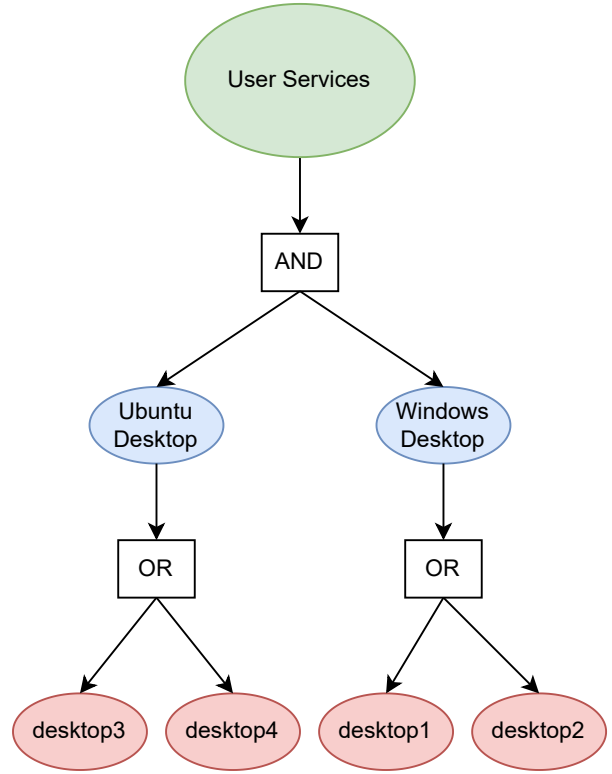 User Services
AND
Ubuntu
Desktop
Windows
Desktop
OR
OR
desktop3
desktop4
desktop1
desktop2